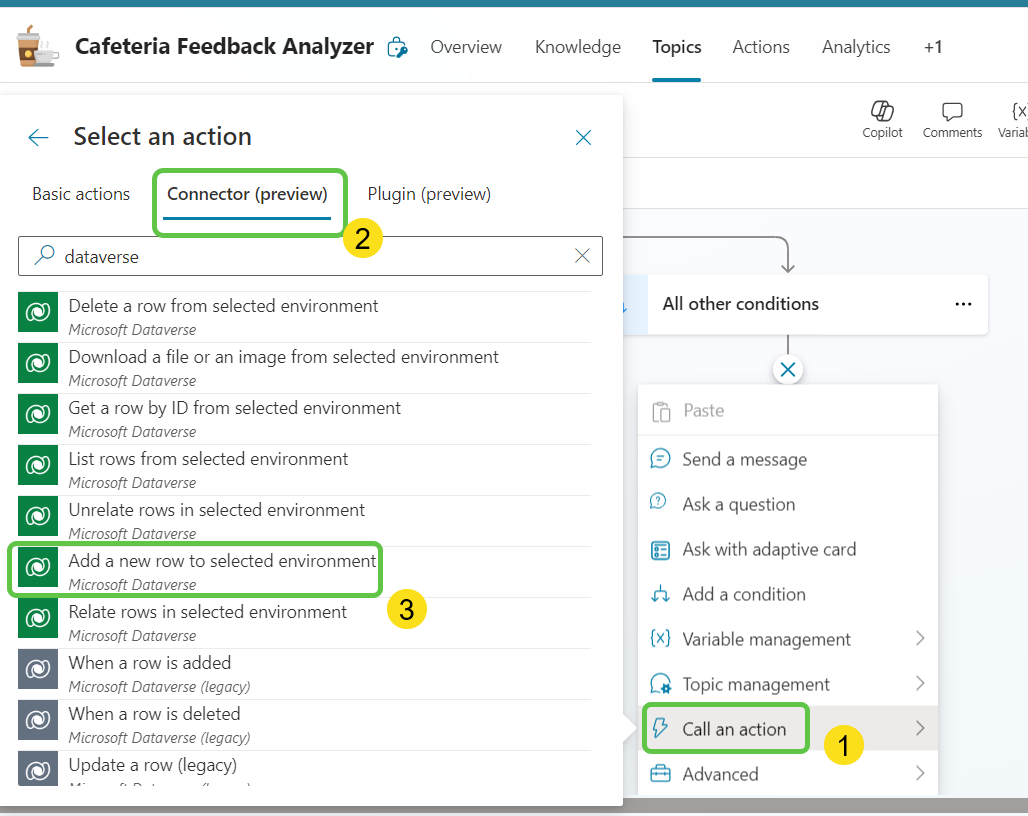 Cafeteria Feedback Analyzer
Overview
Knowledge
Topics
Actions
Analytics
+1
Copilot
Comments
Select an action
Basic actions
Connector (preview)
Plugin (preview)
2
dataverse
Delete a row from selected environment
Microsoft Dataverse
Download a file or an image from selected environment
Microsoft Dataverse
Get a row by ID from selected environment
Microsoft Dataverse
List rows from selected environment
Microsoft Dataverse
Unrelate rows in selected environment
Microsoft Dataverse
Add a new row to selected environment
Microsoft Dataverse
3
Relate rows in selected environment
Microsoft Dataverse
When a row is added
Microsoft Dataverse (legacy)
When a row is deleted
Microsoft Dataverse (legacy)
Update a row (legacy)
All other conditions
Paste
Send a message
Ask a question
Ask with adaptive card
Add a condition
Variable management
Topic management
Call an action
1
Advanced